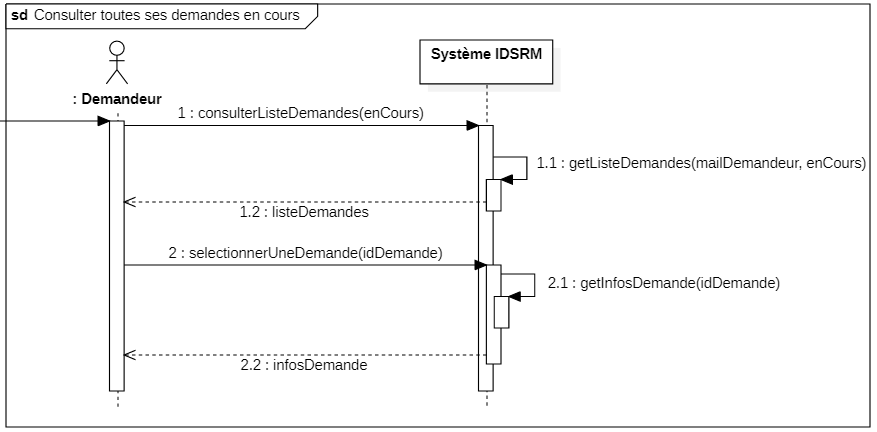 sd Consulter toutes ses demandes en cours
Système IDSRM
: Demandeur
1 : consulterListeDemandes(enCours)
1.1 : getListeDemandes(mailDemandeur, enCours)
1.2 : listeDemandes
2 : selectionnerUneDemande(idDemande)
2.1 : getInfosDemande(idDemande)
2.2 : infosDemande